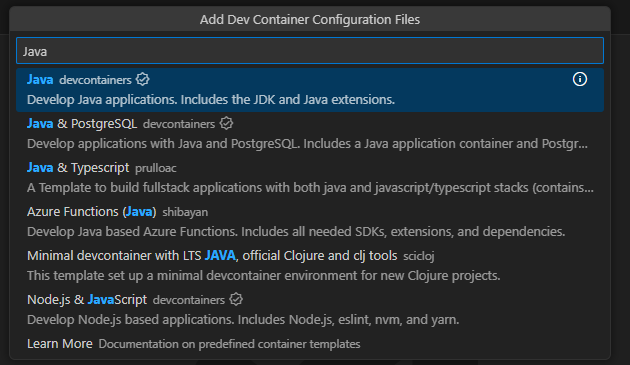 Add Dev Container Configuration Files
Java
Java devcontainers
Develop Java applications. Includes the JDK and Java extensions.
Java & PostgreSQL devcontainers
Develop applications with Java and PostgreSQL. Includes a Java application container and Postgr...
Java & Typescript prulloac
A Template to build fullstack applications with both java and javascript/typescript stacks (contains...
Azure Functions (Java) shibayan
Develop Java based Azure Functions. Includes all needed SDKs, extensions, and dependencies.
Minimal devcontainer with LTS JAVA, official Clojure and clj tools scicloj
This template set up a minimal devcontainer environment for new Clojure projects.
Node.js & JavaScript devcontainers
Develop Node.js based applications. Includes Node.js, eslint, nvm, and yarn.
Learn More Documentation on predefined container templates